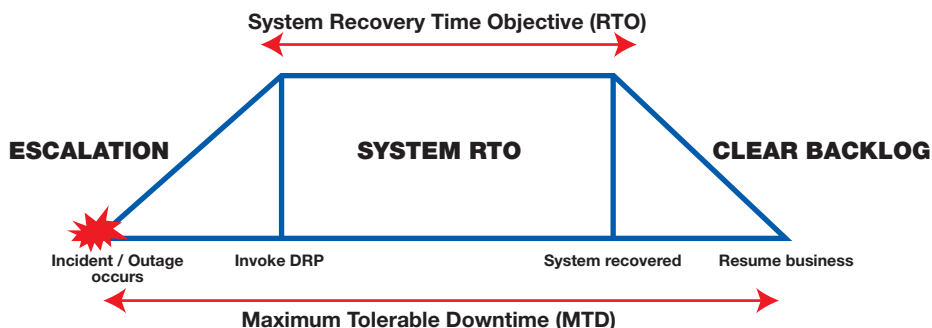 System Recovery Time Objective (RTO)
ESCALATION
SYSTEM RTO
CLEAR BACKLOG
Incident / Outage
occurs
Invoke DRP
System recovered
Resume business
Maximum Tolerable Downtime (MTD)